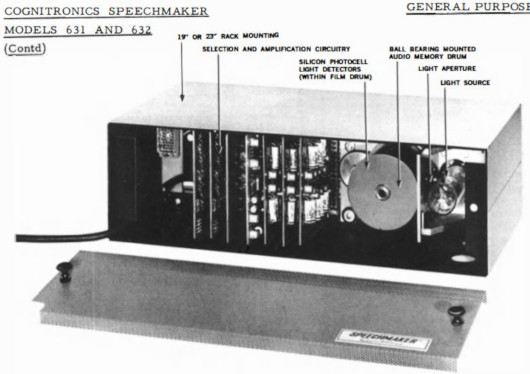 COGNITRONICS SPEECHMAKER
GENERAL PURPOSE
MODELS 631 AND 632
(Contd)
19" OR 23" RACK MOUNTING
SELECTION AND AMPLIFICATION CIRCUITRY
SILICON PHOTOCELL
LIGHT DETECTORS
(WITHIN FILM DRUM)
BALL BEARING MOUNTED
AUDIO MEMORY DRUM
LIGHT APERTURE
LIGHT SOURCE
SPEECHMAKER